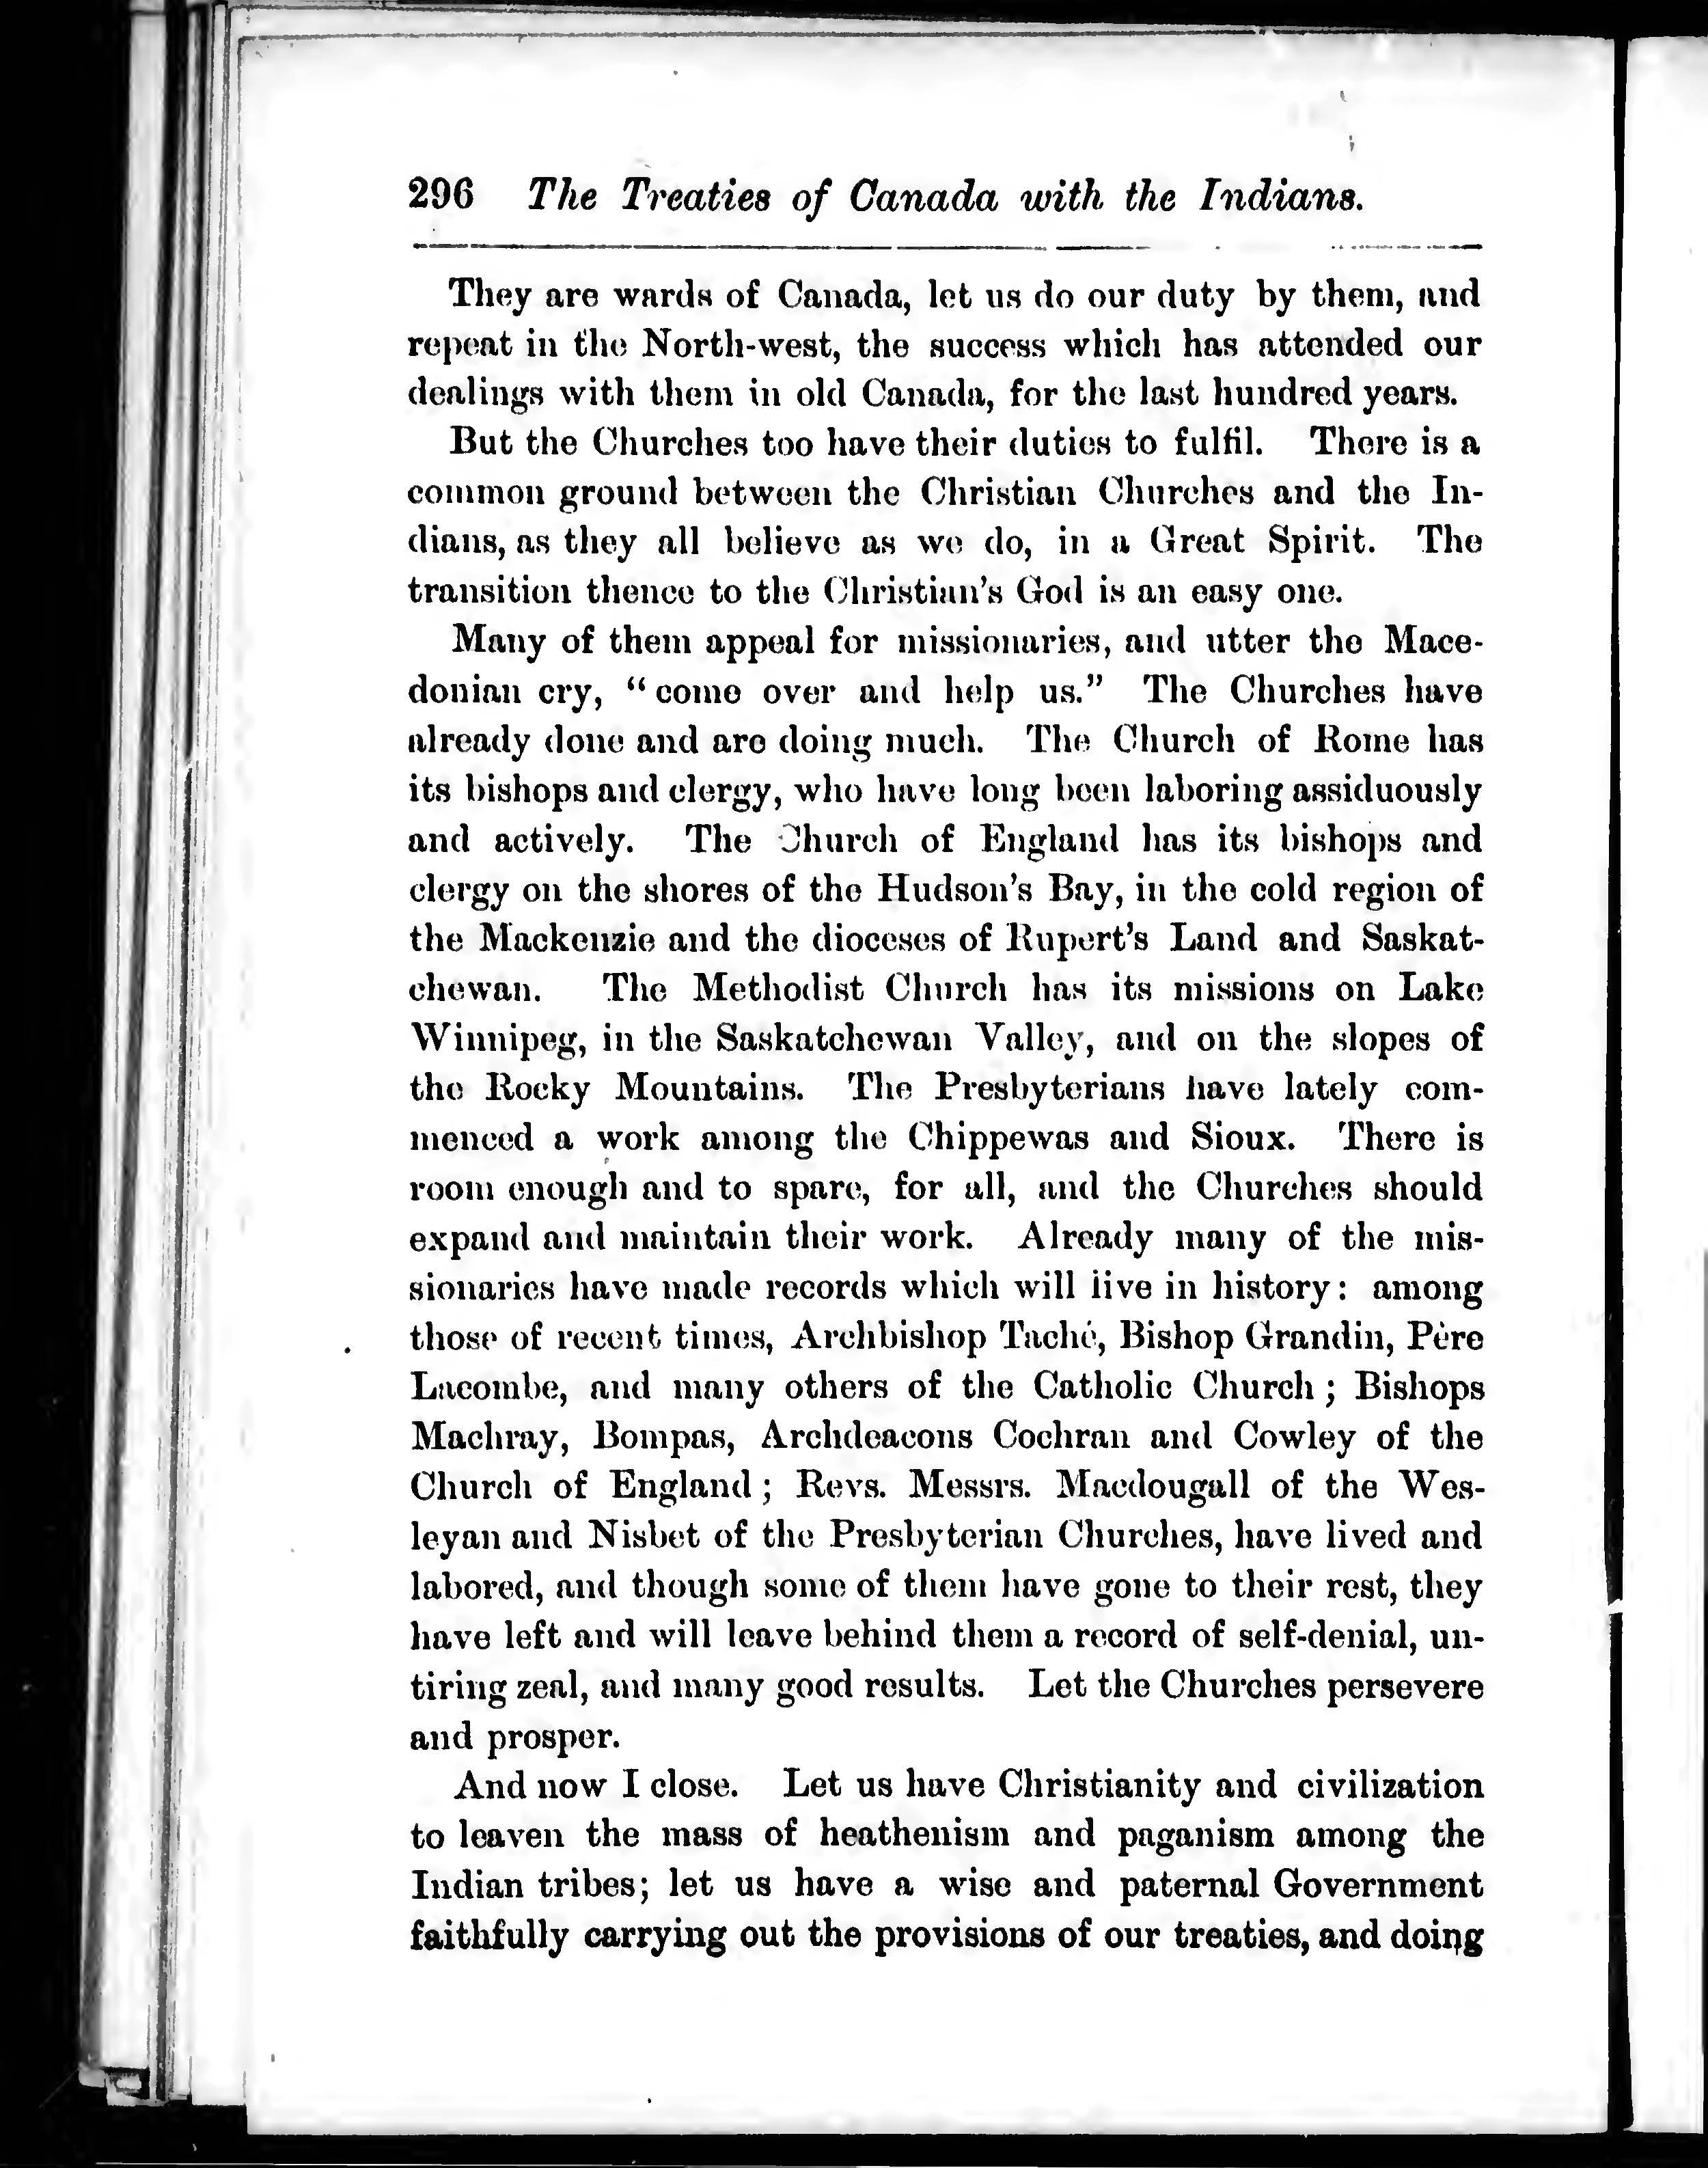 296 The Treaties of Canada with the Indians.
They are wards of Canada, let us do our duty by them, and
repeat in the North-west, the success which has attended our
dealings with them in old Canada, for the last hundred years.
But the Churches too have their duties to fulfil. There is a
common ground between the Christian Churches and the In-
dians, as they all believe as we do, in a Great Spirit. The
transition thence to the Christian's God is an easy one.
Many of them appeal for missionaries, and utter the Mace-
donian cry, “come over and help us.” The Churches have
already done and are doing much. The Church of Rome has
its bishops and clergy, who have long been laboring assiduously
and actively. The Church of England has its bishops and
clergy on the shores of the Hudson's Bay, in the cold region of
the Mackenzie and the dioceses of Rupert's Land and Saskat-
chewan. The Methodist Church has its missions on Lake
Winnipeg, in the Saskatchewan Valley, and on the slopes of
the Rocky Mountains. The Presbyterians have lately com-
menced a work among the Chippewas and Sioux. There is
room enough and to spare, for all, and the Churches should
expand and maintain their work. Already many of the mis-
sionaries have made records which will live in history: among
those of recent times, Archbishop Taché, Bishop Grandin, Père
Lacombe, and many others of the Catholic Church; Bishops
Machray, Bompas, Archdeacons Cochran and Cowley of the
Church of England; Revs. Messrs. Macdougall of the Wes-
leyan and Nisbet of the Presbyterian Churches, have lived and
labored, and though some of them have gone to their rest, they
have left and will leave behind them a record of self-denial, un-
tiring zeal, and many good results. Let the Churches persevere
and prosper.
And now I close. Let us have Christianity and civilization
to leaven the mass of heathenism and paganism among the
Indian tribes; let us have a wise and paternal Government
faithfully carrying out the provisions of our treaties, and doing